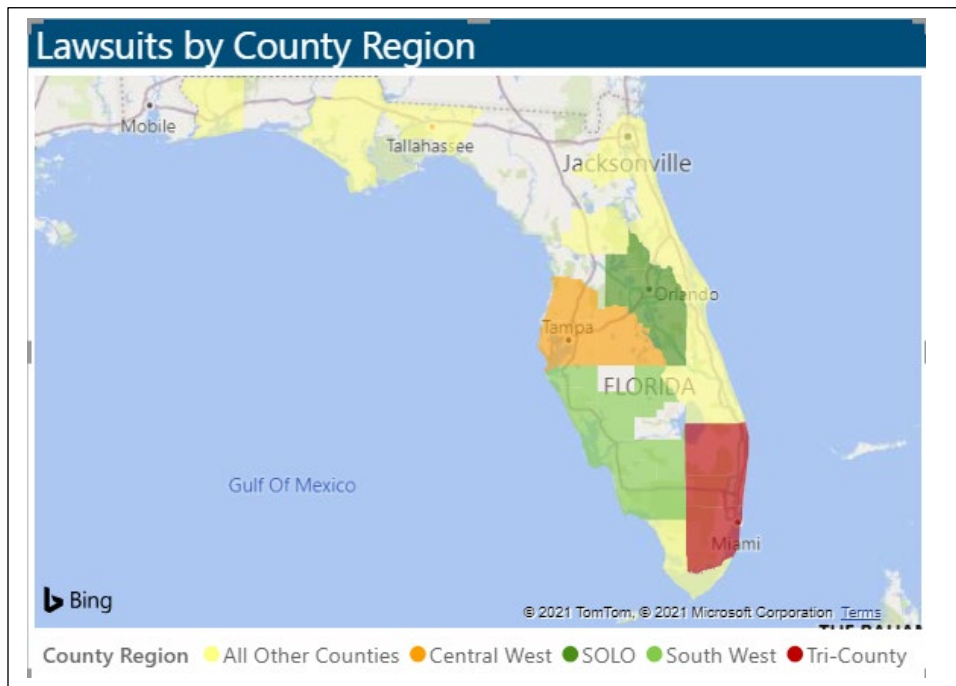 Lawsuits by County Region
Mobile
Tallahassee
Jacksonville
Orlando
Tampa
FLORIDA
Gulf Of Mexico
Miami
Bing
© 2021 TomTom, © 2021 Microsoft Corporation Terms
County Region All Other Counties Central West SOLO South West Tri-County